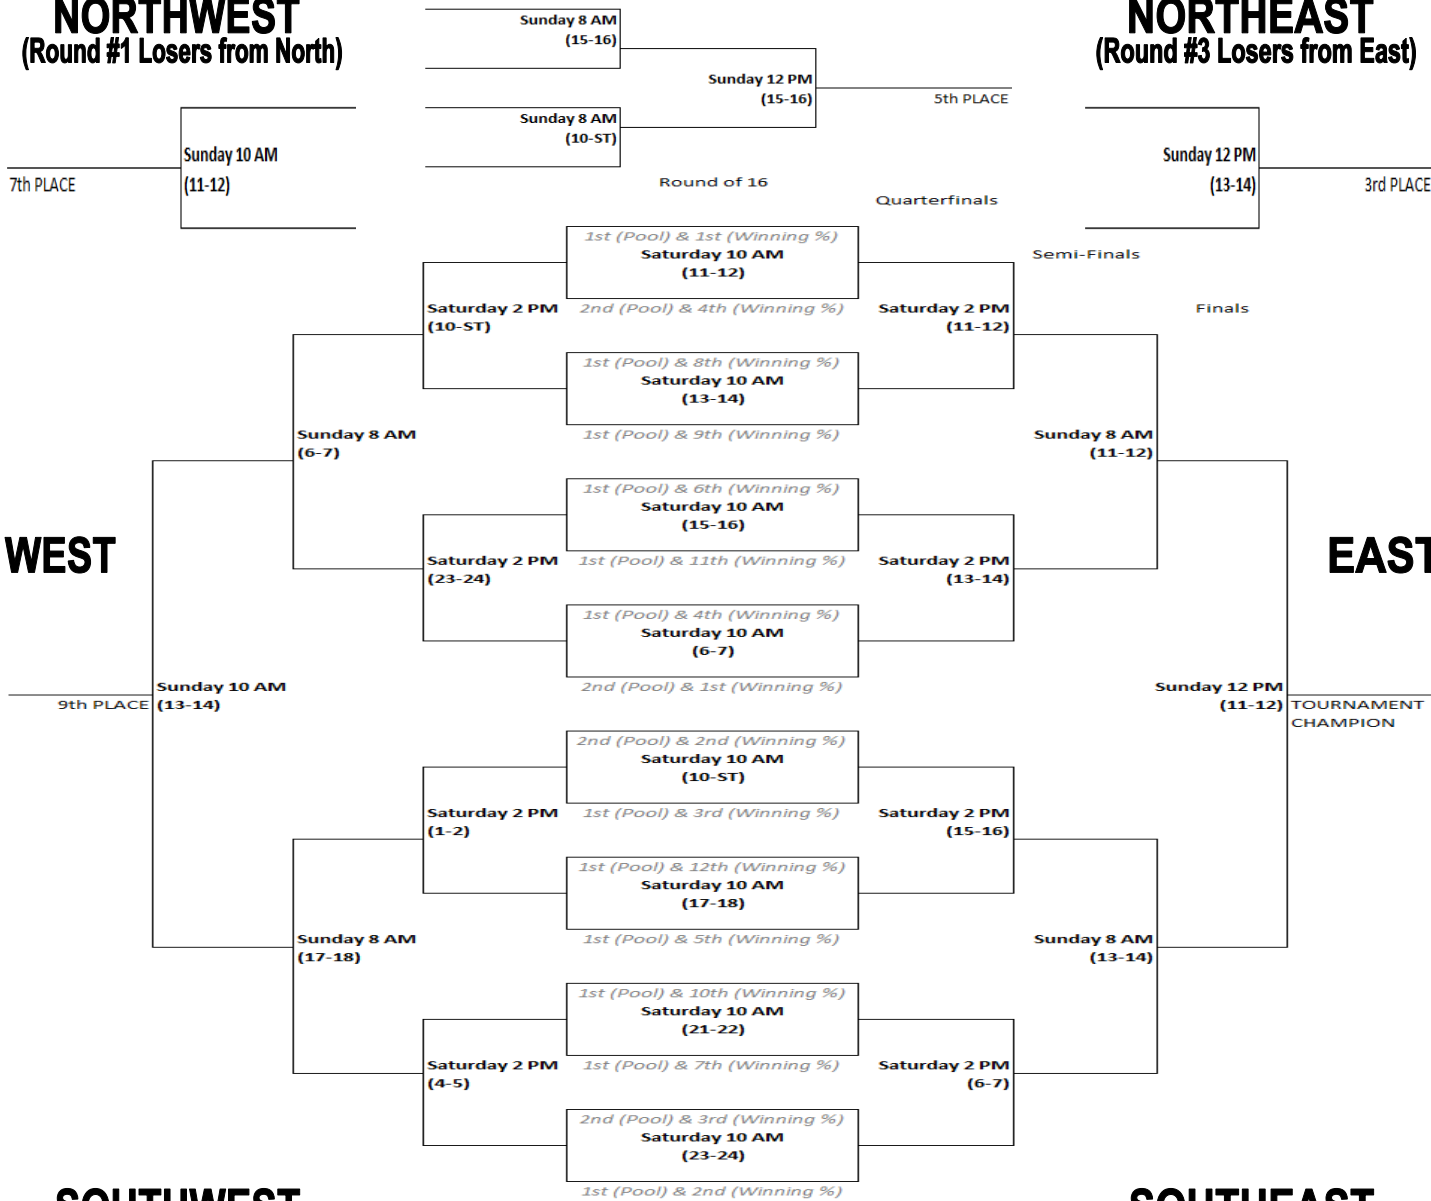 NORTHWEST
(Round #1 Losers from North)
NORTHEAST
(Round #3 Losers from East)
Sunday 8 AM
(15-16)
Sunday 12 PM
(15-16)
5th PLACE
Sunday 8 AM
(10-ST)
Sunday 10 AM
(11-12)
7th PLACE
Sunday 12 PM
(13-14)
3rd PLACE
Round of 16
Quarterfinals
Semi-Finals
Finals
1st (Pool) & 1st (Winning %)
Saturday 10 AM
(11-12)
2nd (Pool) & 4th (Winning %)
Saturday 2 PM
(10-ST)
Saturday 2 PM
(11-12)
1st (Pool) & 8th (Winning %)
Saturday 10 AM
(13-14)
1st (Pool) & 9th (Winning %)
Sunday 8 AM
(6-7)
Sunday 8 AM
(11-12)
1st (Pool) & 6th (Winning %)
Saturday 10 AM
(15-16)
1st (Pool) & 11th (Winning %)
WEST
EAST
Saturday 2 PM
(23-24)
Saturday 2 PM
(13-14)
1st (Pool) & 4th (Winning %)
Saturday 10 AM
(6-7)
2nd (Pool) & 1st (Winning %)
Sunday 10 AM
(13-14)
9th PLACE
Sunday 12 PM
(11-12)
TOURNAMENT
CHAMPION
2nd (Pool) & 2nd (Winning %)
Saturday 10 AM
(10-ST)
1st (Pool) & 3rd (Winning %)
Saturday 2 PM
(1-2)
Saturday 2 PM
(15-16)
1st (Pool) & 12th (Winning %)
Saturday 10 AM
(17-18)
1st (Pool) & 5th (Winning %)
Sunday 8 AM
(17-18)
Sunday 8 AM
(13-14)
1st (Pool) & 10th (Winning %)
Saturday 10 AM
(21-22)
1st (Pool) & 7th (Winning %)
Saturday 2 PM
(4-5)
Saturday 2 PM
(6-7)
2nd (Pool) & 3rd (Winning %)
Saturday 10 AM
(23-24)
1st (Pool) & 2nd (Winning %)
SOUTHWEST
SOUTHEAST